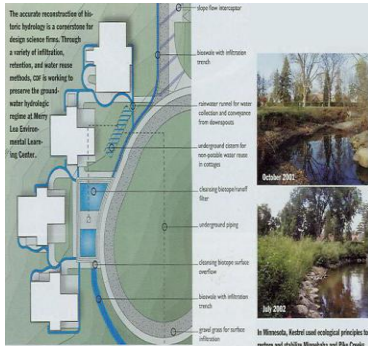 The accurate reconstruction of his-
toric hydrology is a cornerstone for
design science firms. Through
a variety of infiltration,
retention, and water reuse
methods, CDF is working to
preserve the ground-
water hydrologic
regime at Merry
Lea Environ-
mental Learn-
ing Center.
slope flow interceptor
bioswale with infiltration
trench
rainwater runnel for water
collection and conveyance
from downspouts
underground cistern for
non-potable water reuse
in cottages
cleansing biotope/runoff
filter
underground piping
cleansing biotope surface
overflow
bioswale with infiltration
trench
gravel grass for surface
infiltration
October 2001
July 2002
In Minnesota, Kestrel used ecological principles to
restore and stabilize Minnehaha and Pike Creeks